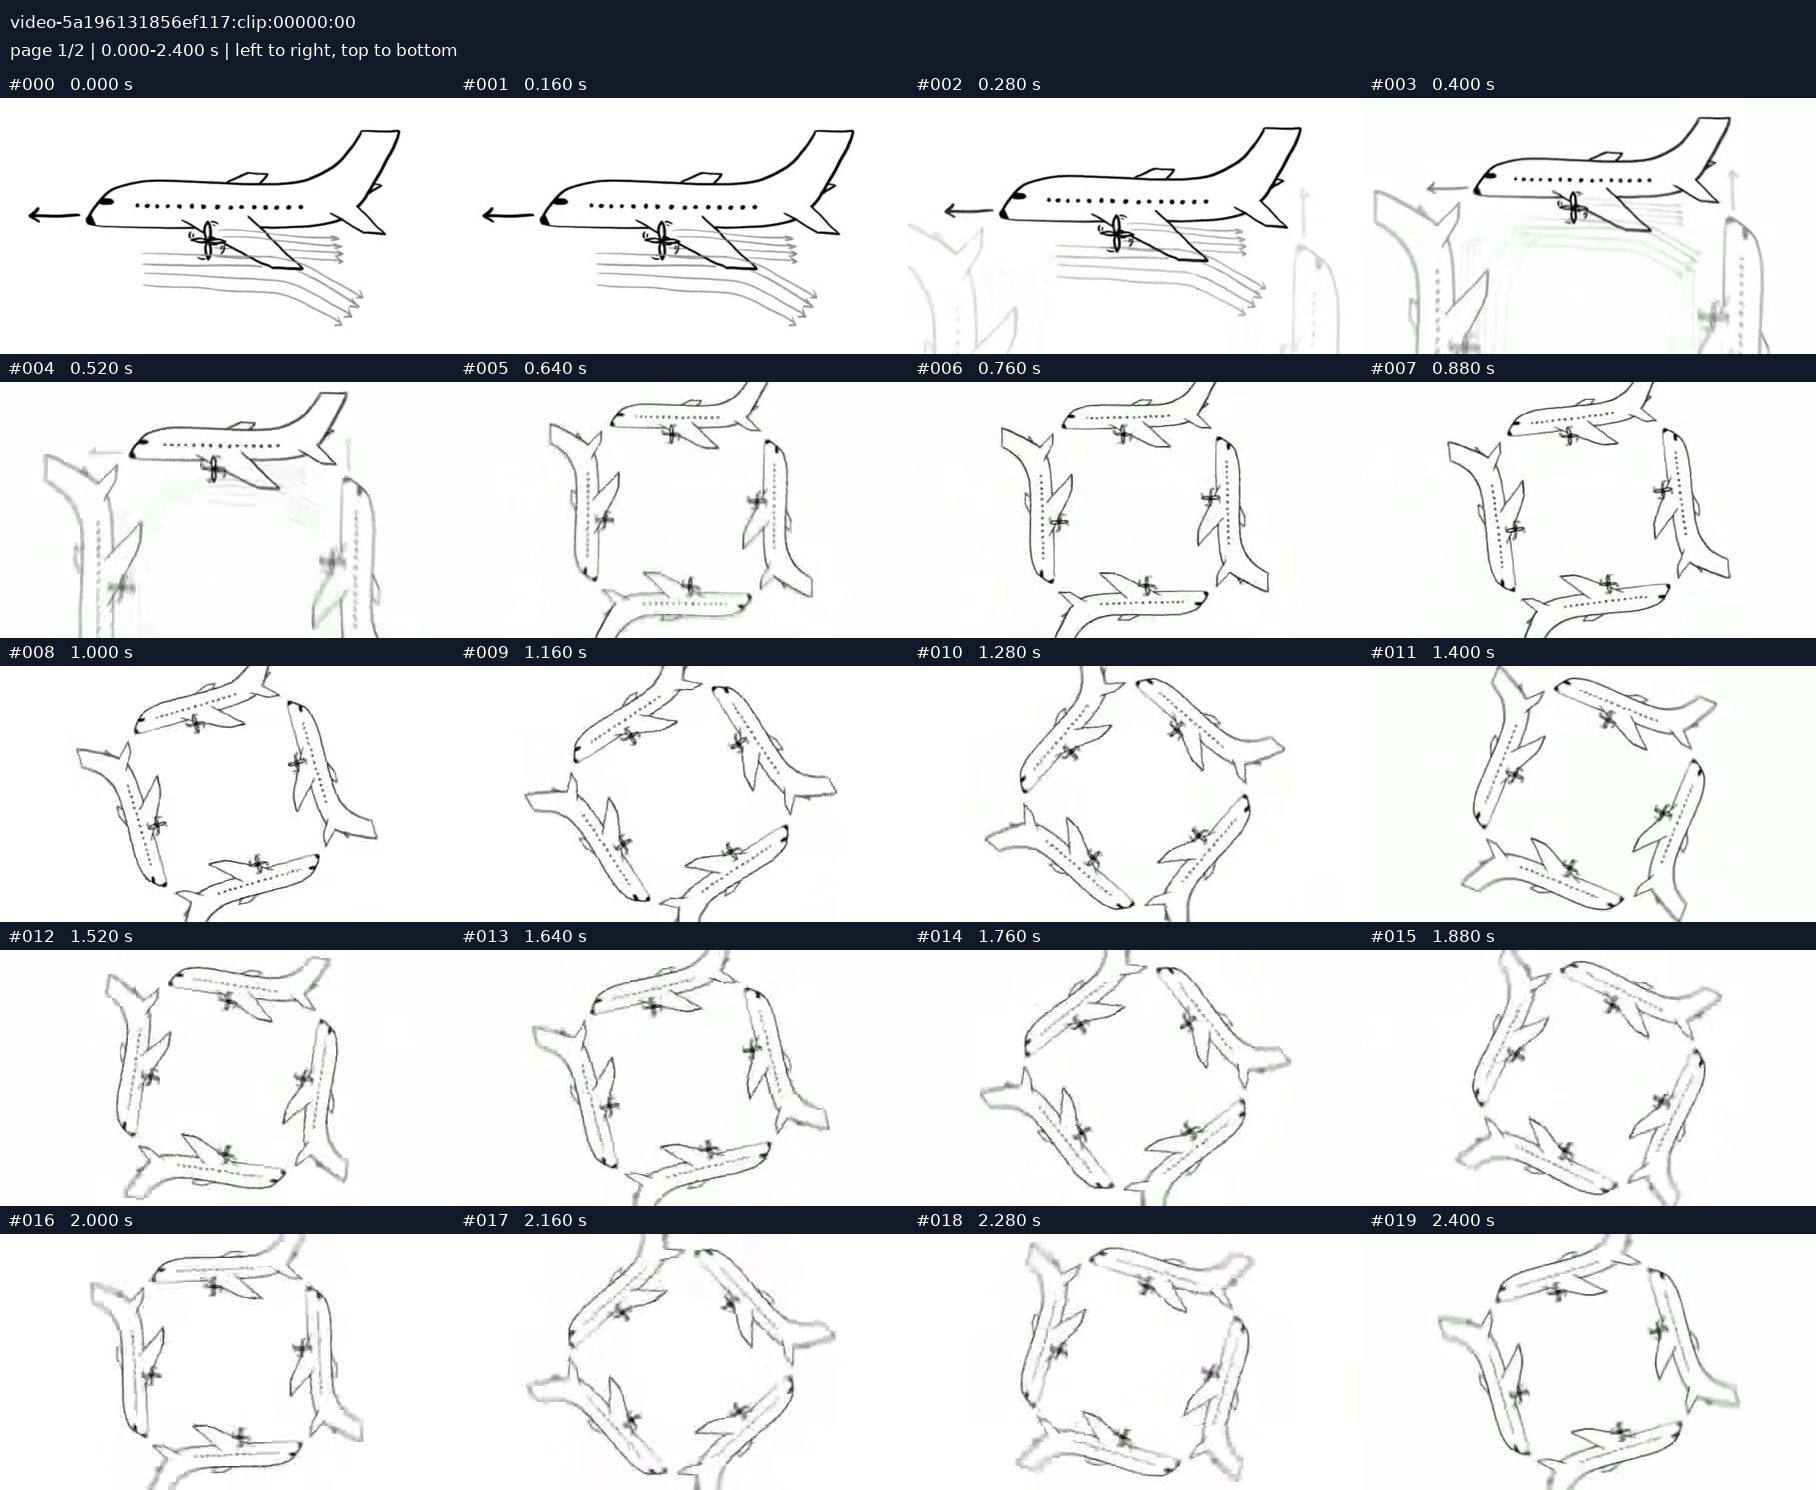 video-5a196131856ef117:clip:00000:00
page 1/2 | 0.000-2.400 s | left to right, top to bottom
#000 0.000 s
#001 0.160 s
#002 0.280 s
#003 0.400 s
#004 0.520 s
#005 0.640 s
#006 0.760 s
#007 0.880 s
#008 1.000 s
#009 1.160 s
#010 1.280 s
#011 1.400 s
#012 1.520 s
#013 1.640 s
#014 1.760 s
#015 1.880 s
#016 2.000 s
#017 2.160 s
#018 2.280 s
#019 2.400 s